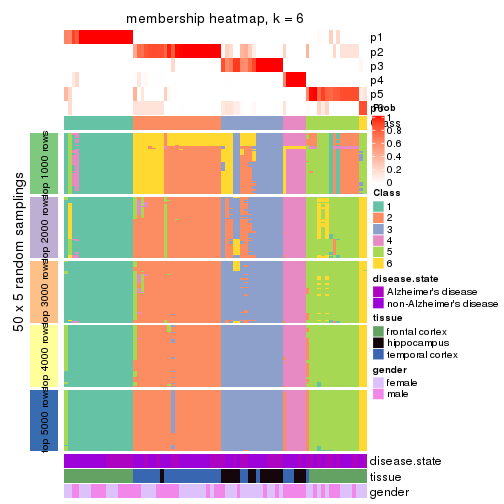 membership heatmap, k = 6
p1
p2
p3
p4
p5
Prob
1
0.8
0.6
0.4
0.2
0
Class
1
2
3
4
5
6
disease.state
Alzheimer's disease
non-Alzheimer's disease
tissue
frontal cortex
hippocampus
temporal cortex
gender
female
male
50 x 5 random samplings
top 1000 rows
top 2000 rows
top 3000 rows
top 4000 rows
top 5000 rows
disease.state
tissue
gender